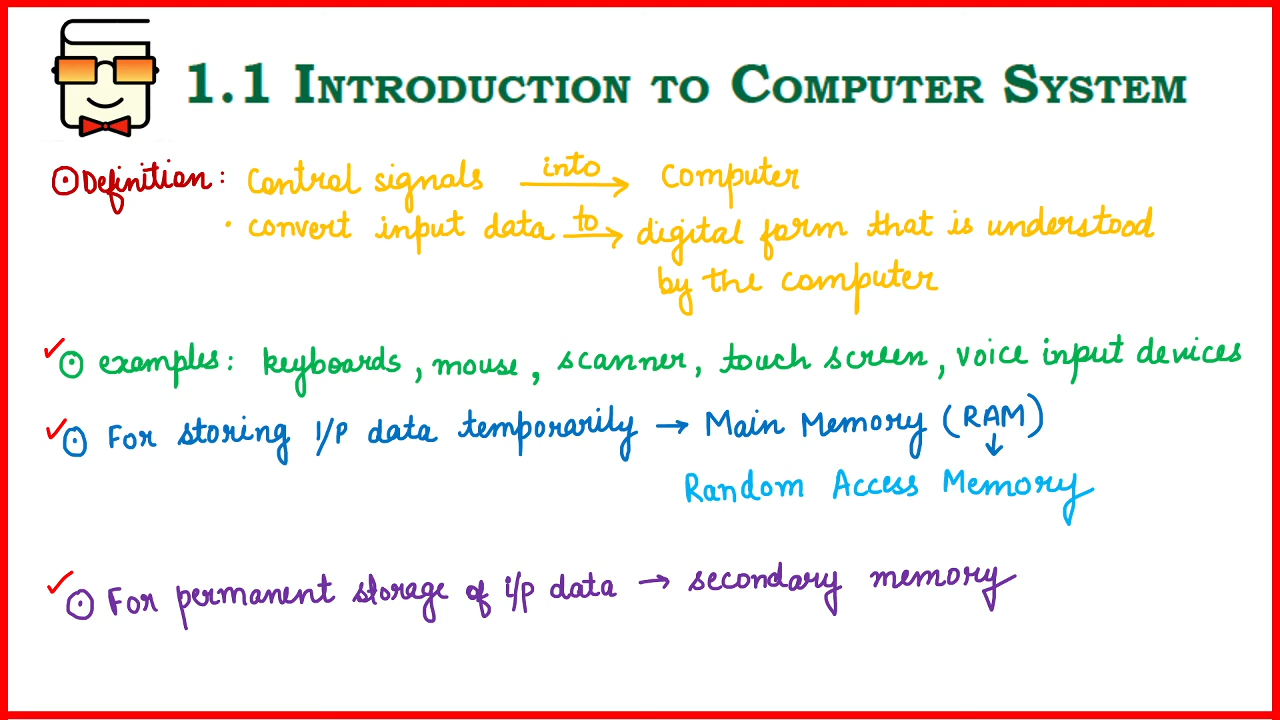 1.1 INTRODUCTION TO COMPUTER SYSTEM
⊙ Definition: Control signals into → Computer
· convert input data to → digital form that is understood
by the computer
✓ ⊙ examples: keyboards, mouse, scanner, touch screen, voice input devices
✓ ⊙ For storing I/P data temporarily → Main Memory (RAM)
↓
Random Access Memory
✓ ⊙ For permanent storage of i/p data → secondary memory